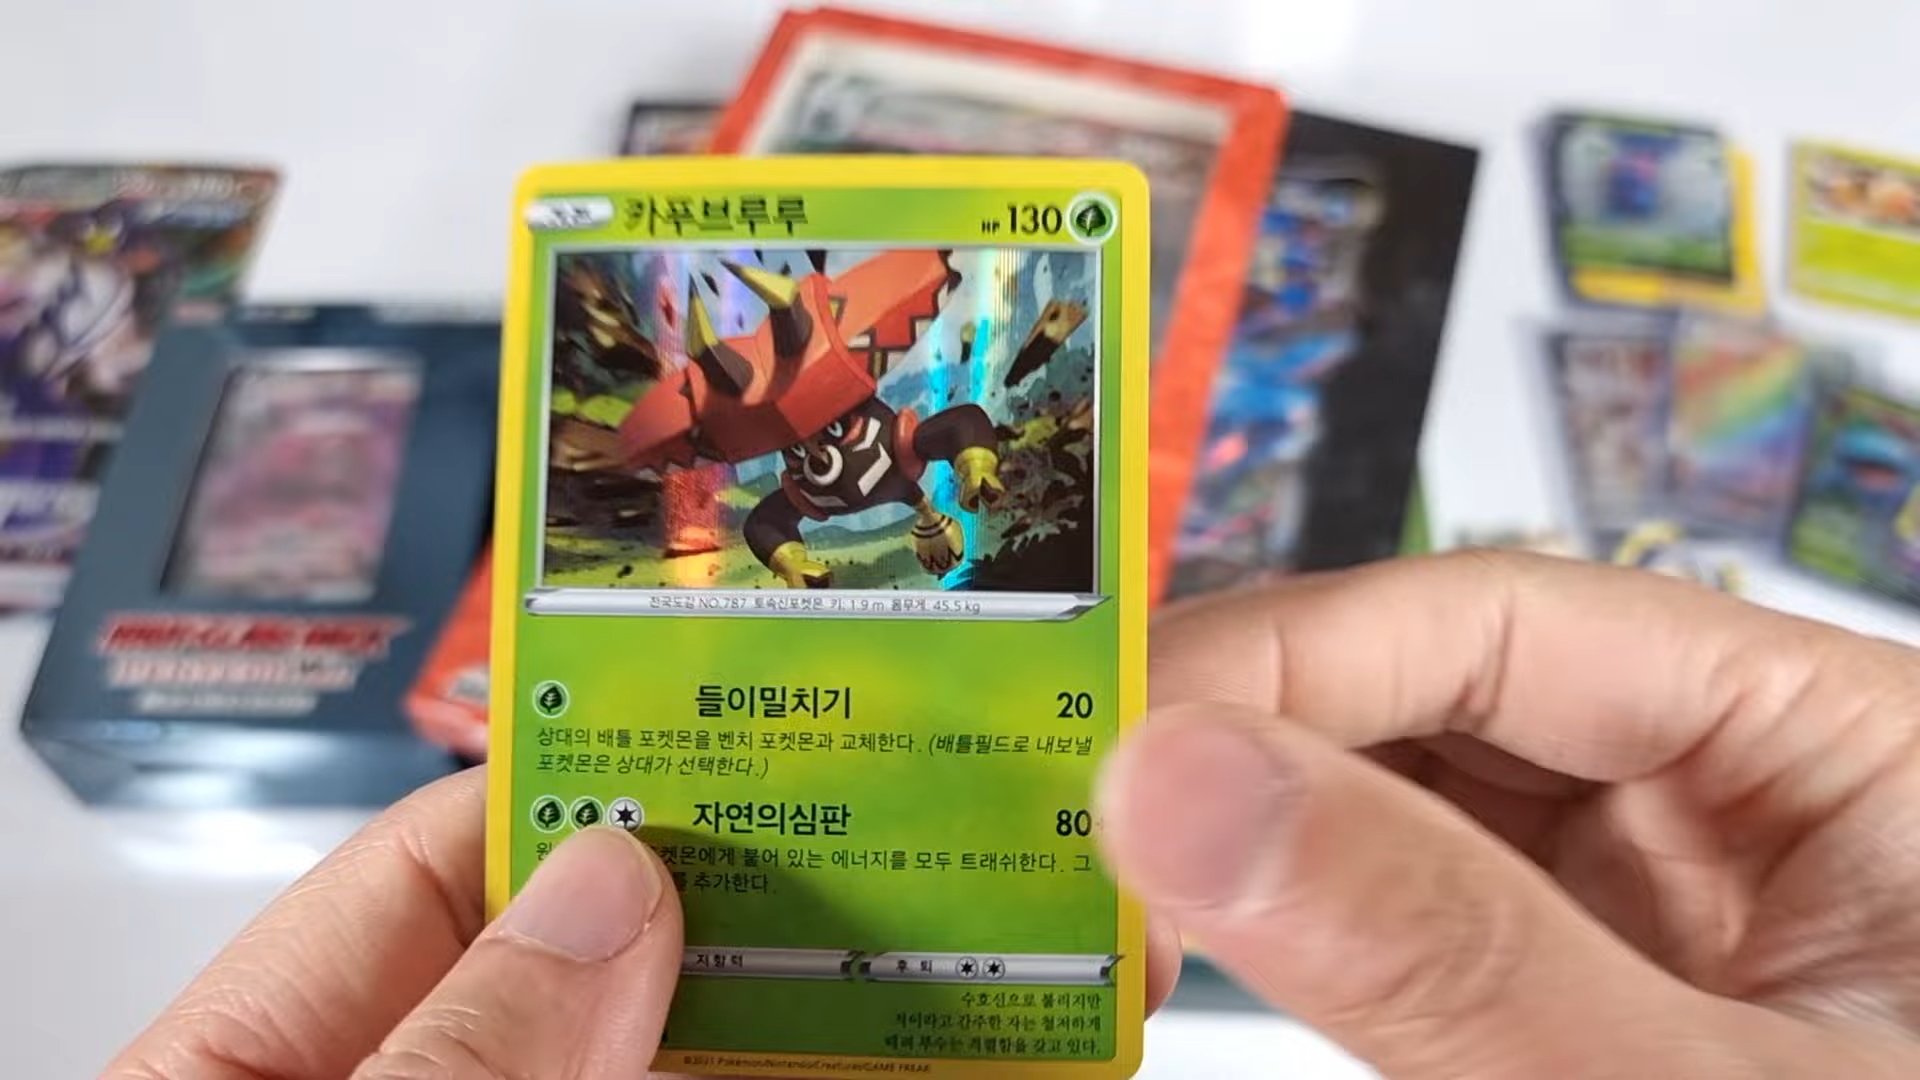 카푸브루루
HP 130
전국도감 NO.787 토속신포켓몬 키: 1.9 m 몸무게: 45.5 kg
들이밀치기 20
상대의 배틀 포켓몬을 벤치 포켓몬과 교체한다. (배틀필드로 내보낼
포켓몬은 상대가 선택한다.)
자연의심판 80
켓몬에게 붙어 있는 에너지를 모두 트래쉬한다. 그
를 추가한다.
저항력 후퇴
수호신으로 불리지만
적이라고 간주한 자는 철저하게
때려 부수는 격렬함을 갖고 있다.
©2021 Pokémon/Nintendo/Creatures/GAME FREAK